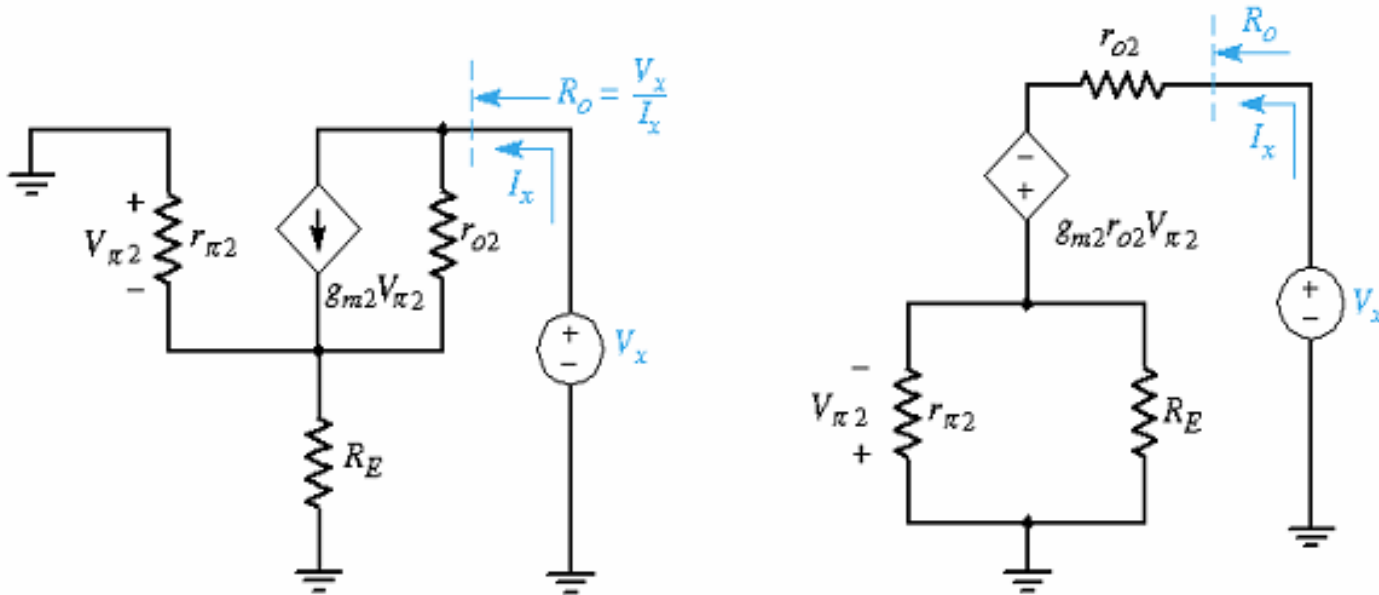 R_o = V_x / I_x
I_x
+
V_π2
−
r_π2
g_m2V_π2
r_o2
+
−
V_x
R_E
r_o2
R_o
I_x
−
+
g_m2r_o2V_π2
+
−
V_x
−
V_π2
+
r_π2
R_E